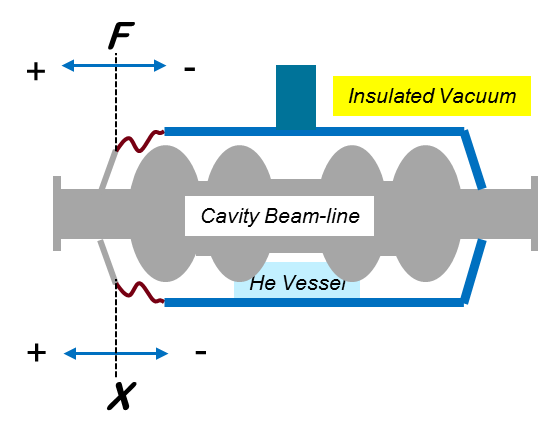 F
+ -
Insulated Vacuum
Cavity Beam-line
He Vessel
+ -
X